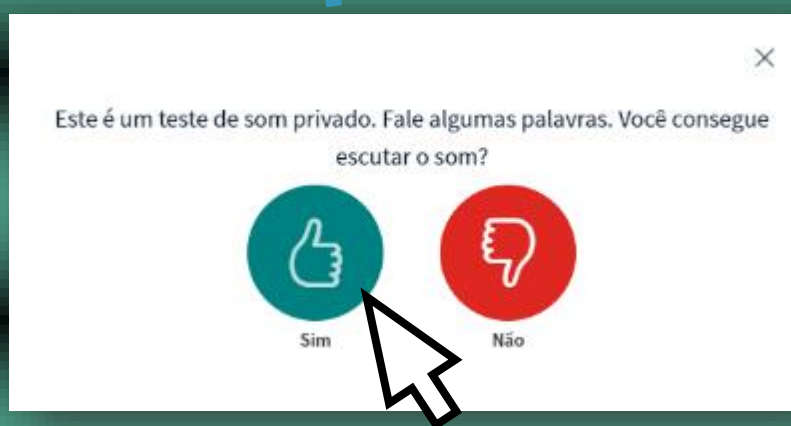 Este é um teste de som privado. Fale algumas palavras. Você consegue
escutar o som?
Sim
Não